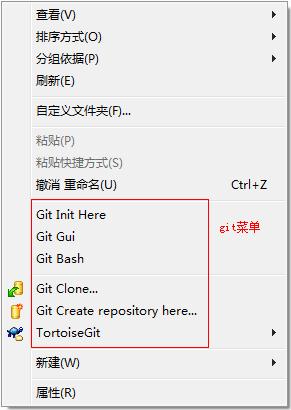 查看(V)
排序方式(O)
分组依据(P)
刷新(E)
自定义文件夹(F)...
粘贴(P)
粘贴快捷方式(S)
撤消 重命名(U) Ctrl+Z
Git Init Here
git菜单
Git Gui
Git Bash
Git Clone...
Git Create repository here...
TortoiseGit
新建(W)
属性(R)